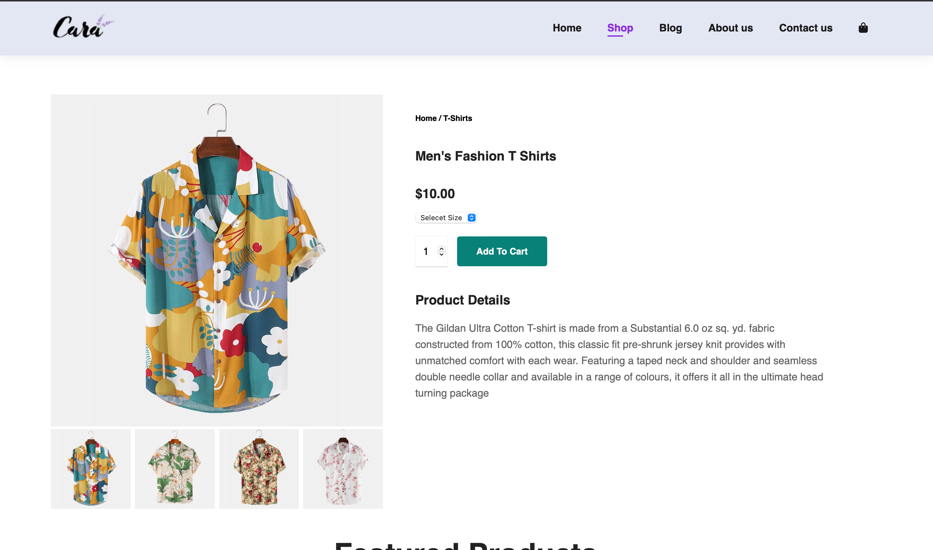 Cara
Home Shop Blog About us Contact us
Home / T-Shirts
Men's Fashion T Shirts
$10.00
Selecet Size
1 Add To Cart
Product Details
The Gildan Ultra Cotton T-shirt is made from a Substantial 6.0 oz sq. yd. fabric
constructed from 100% cotton, this classic fit pre-shrunk jersey knit provides with
unmatched comfort with each wear. Featuring a taped neck and shoulder and seamless
double needle collar and available in a range of colours, it offers it all in the ultimate head
turning package
Featured Products